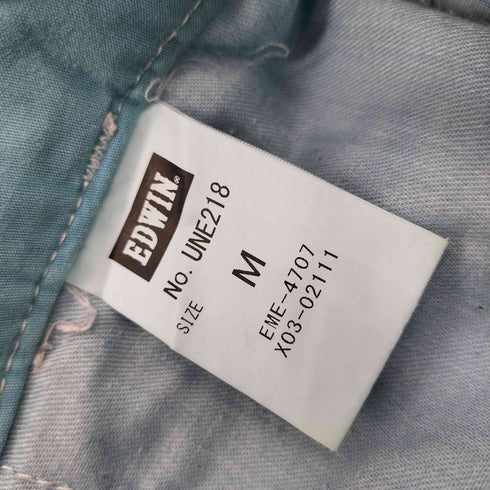 EDWIN®
No. UNE218
SIZE M
EME-4707
X03-02111